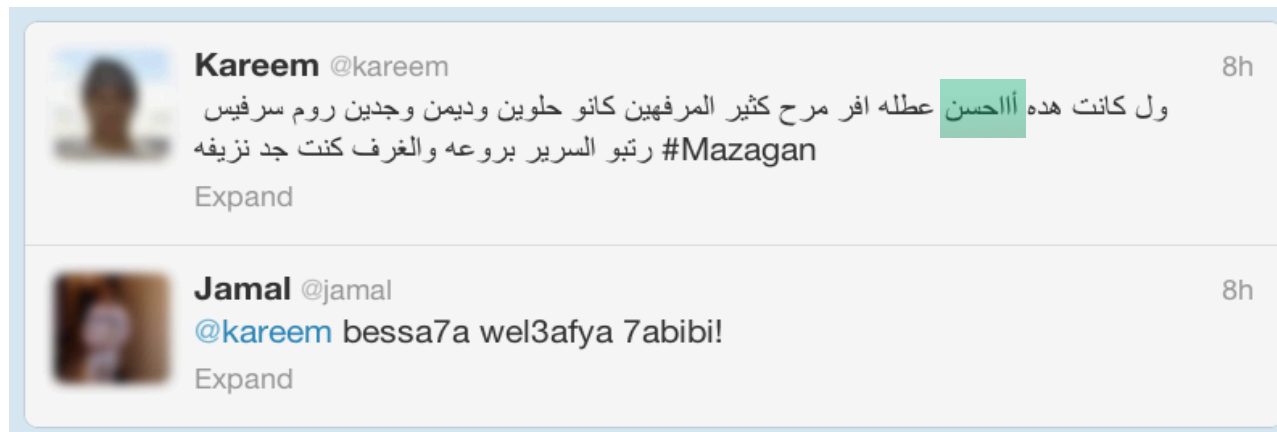 Kareem @kareem 8h
ول كانت هده أااحسن عطله افر مرح كثير المرفهين كانو حلوين وديمن وجدين روم سرفيس
رتبو السرير بروعه والغرف كنت جد نزيفه #Mazagan
Expand
Jamal @jamal 8h
@kareem bessa7a wel3afya 7abibi!
Expand